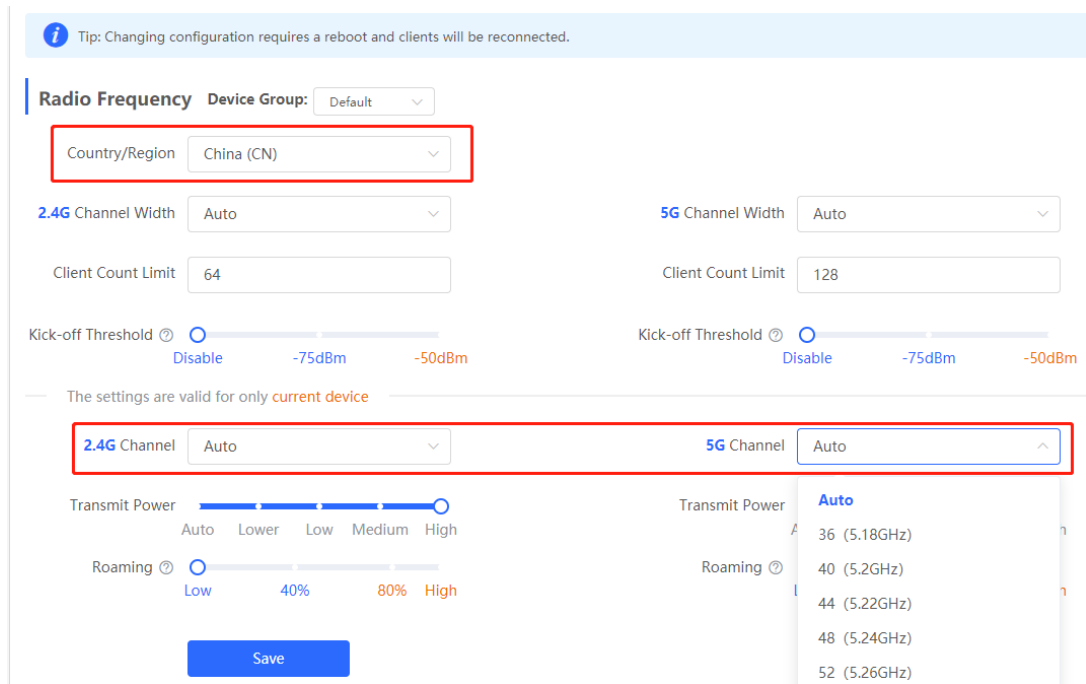 Tip: Changing configuration requires a reboot and clients will be reconnected.
Radio Frequency Device Group: Default
Country/Region China (CN)
2.4G Channel Width Auto 5G Channel Width Auto
Client Count Limit 64 Client Count Limit 128
Kick-off Threshold Kick-off Threshold
Disable -75dBm -50dBm Disable -75dBm -50dBm
The settings are valid for only current device
2.4G Channel Auto 5G Channel Auto
Transmit Power Transmit Power Auto
Auto Lower Low Medium High 36 (5.18GHz)
Roaming Roaming 40 (5.2GHz)
Low 40% 80% High 44 (5.22GHz)
48 (5.24GHz)
Save 52 (5.26GHz)